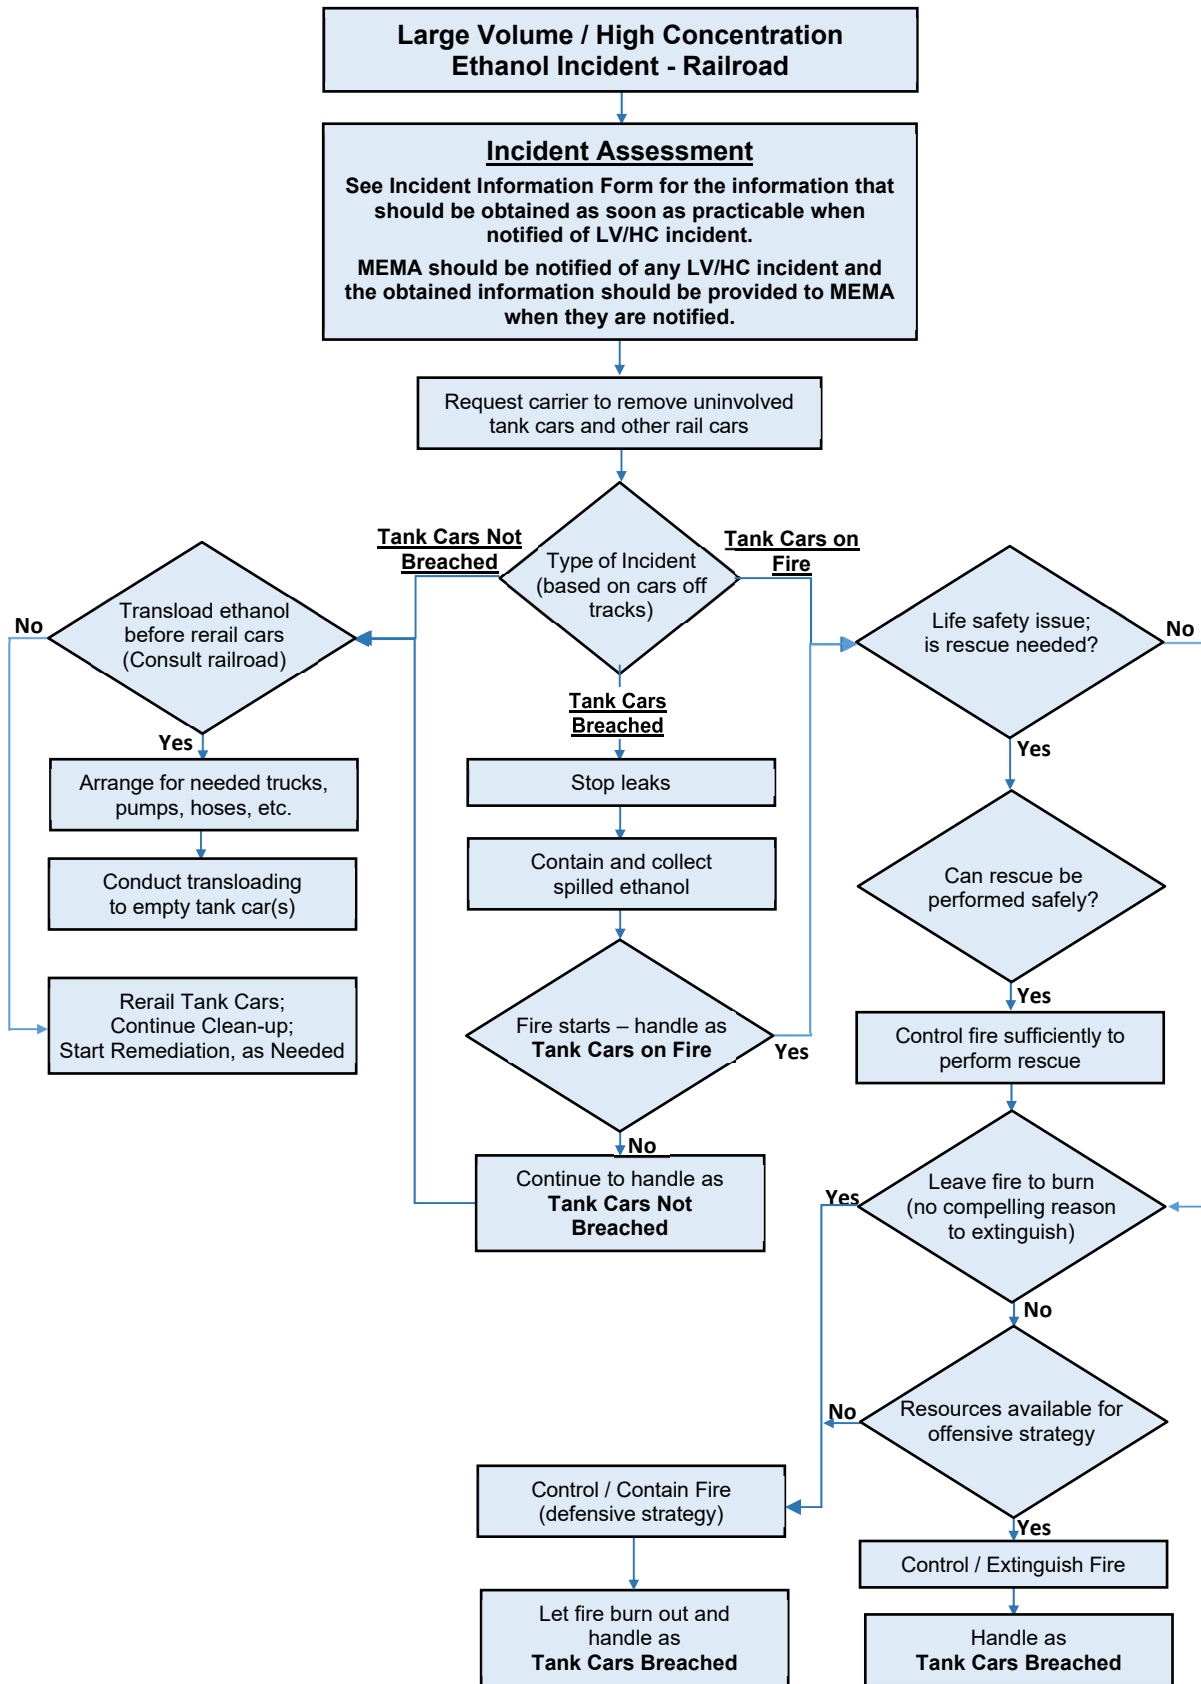 Large Volume / High Concentration
Ethanol Incident - Railroad
Incident Assessment
See Incident Information Form for the information that
should be obtained as soon as practicable when
notified of LV/HC incident.
MEMA should be notified of any LV/HC incident and
the obtained information should be provided to MEMA
when they are notified.
Request carrier to remove uninvolved
tank cars and other rail cars
Type of Incident
(based on cars off
tracks)
Tank Cars Not
Breached
Tank Cars on
Fire
Tank Cars
Breached
Transload ethanol
before rerail cars
(Consult railroad)
No
Yes
Arrange for needed trucks,
pumps, hoses, etc.
Conduct transloading
to empty tank car(s)
Rerail Tank Cars;
Continue Clean-up;
Start Remediation, as Needed
Stop leaks
Contain and collect
spilled ethanol
Fire starts – handle as
Tank Cars on Fire
Yes
No
Continue to handle as
Tank Cars Not
Breached
Life safety issue;
is rescue needed?
No
Yes
Can rescue be
performed safely?
Yes
Control fire sufficiently to
perform rescue
Leave fire to burn
(no compelling reason
to extinguish)
Yes
No
Resources available for
offensive strategy
No
Yes
Control / Contain Fire
(defensive strategy)
Let fire burn out and
handle as
Tank Cars Breached
Control / Extinguish Fire
Handle as
Tank Cars Breached